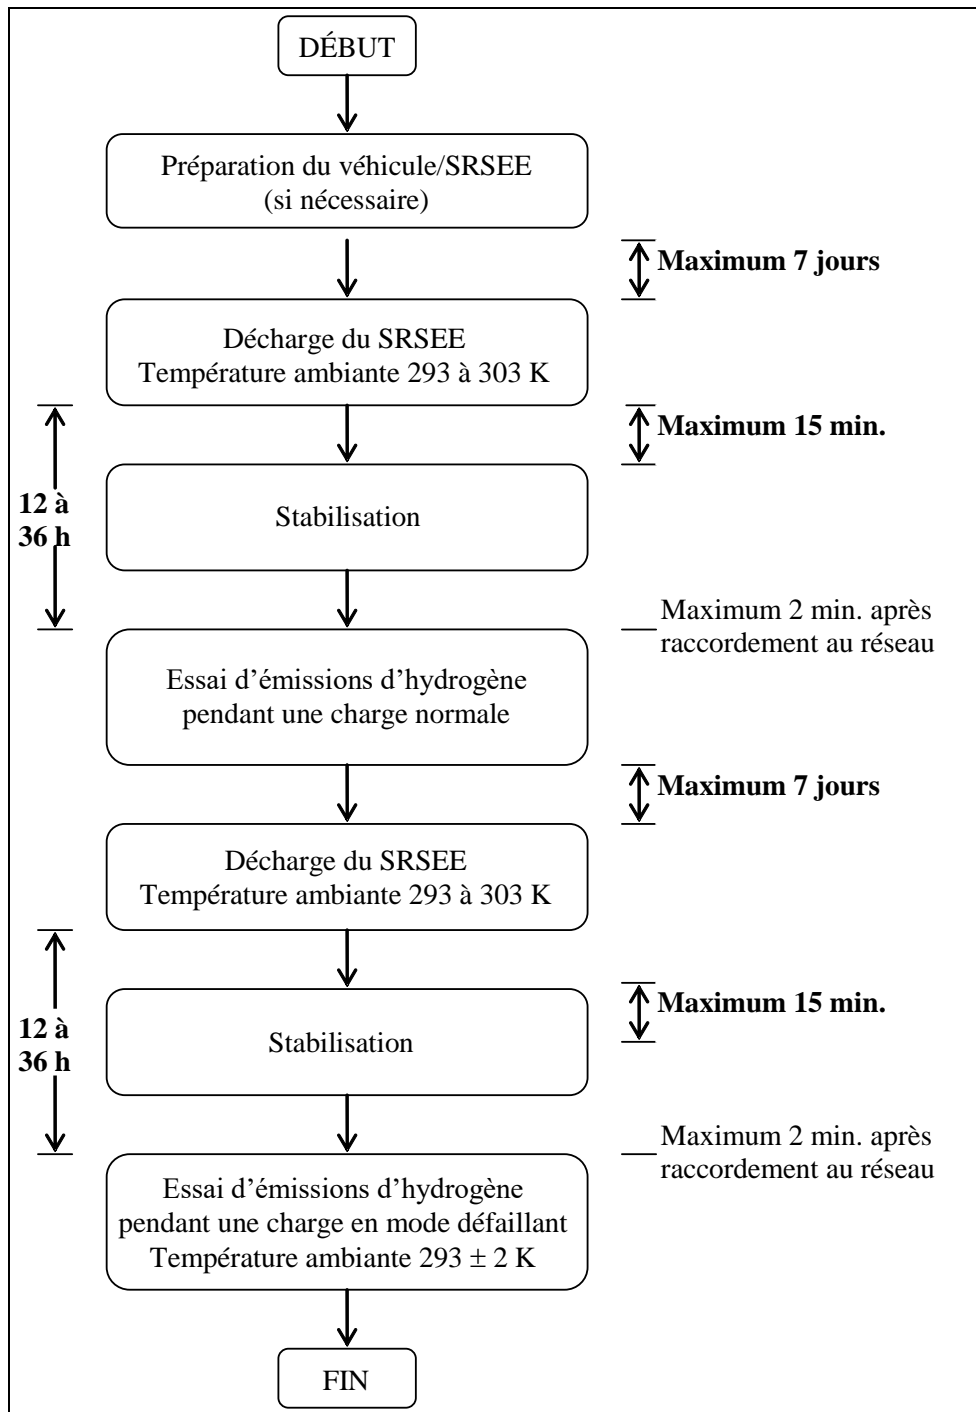 DÉBUT
Préparation du véhicule/SRSEE
(si nécessaire)
Maximum 7 jours
Décharge du SRSEE
Température ambiante 293 à 303 K
Maximum 15 min.
12 à
36 h
Stabilisation
Maximum 2 min. après
raccordement au réseau
Essai d’émissions d’hydrogène
pendant une charge normale
Maximum 7 jours
Décharge du SRSEE
Température ambiante 293 à 303 K
Maximum 15 min.
12 à
36 h
Stabilisation
Maximum 2 min. après
raccordement au réseau
Essai d’émissions d’hydrogène
pendant une charge en mode défaillant
Température ambiante 293 ± 2 K
FIN